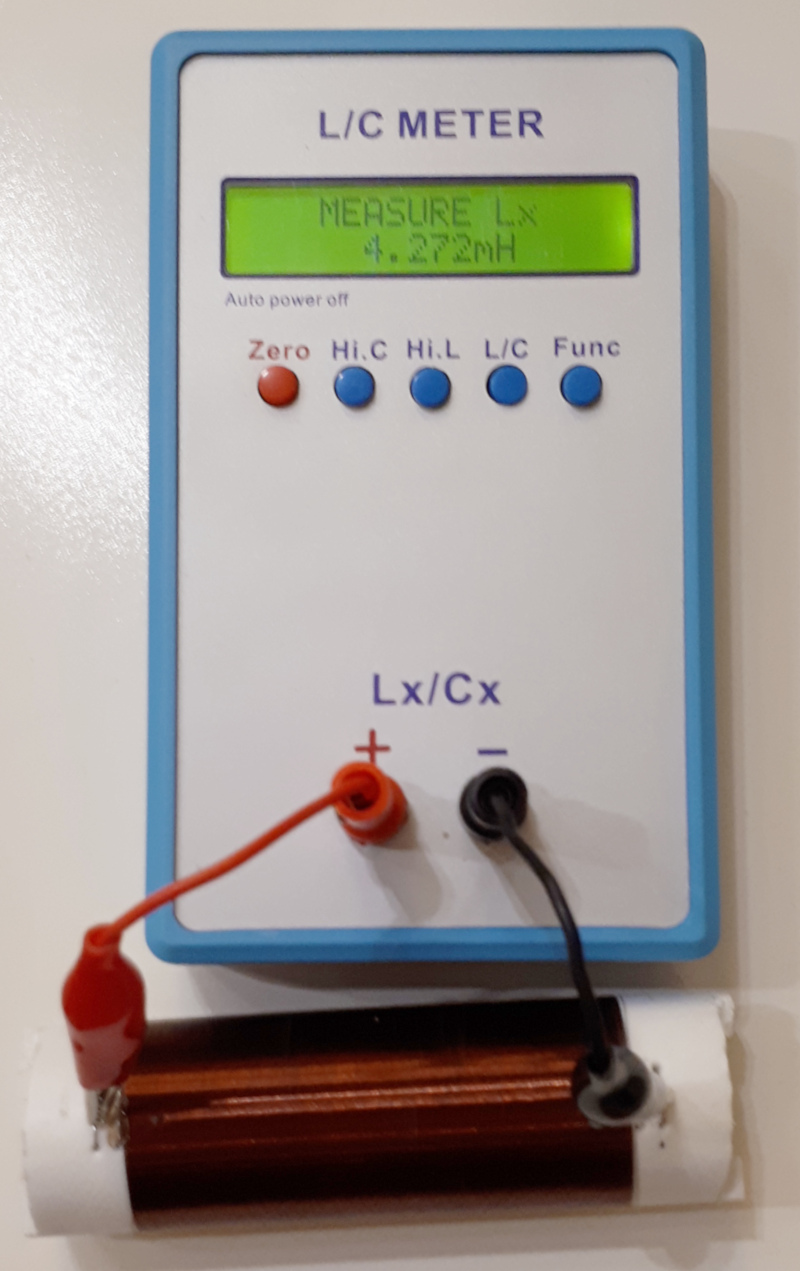 L/C METER
MEASURE Lx
4.272mH
Auto power off
Zero Hi.C Hi.L L/C Func
Lx/Cx
+ −